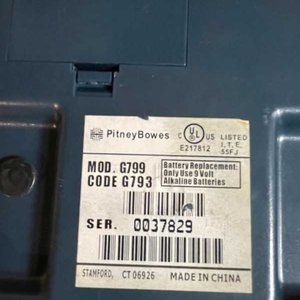 PitneyBowes
C UL US LISTED
I.T.E.
E217812 55FJ
MOD. G799
CODE G793
Battery Replacement:
Only Use 9 Volt
Alkaline Batteries
SER. 0037829
STAMFORD, CT 06926 MADE IN CHINA